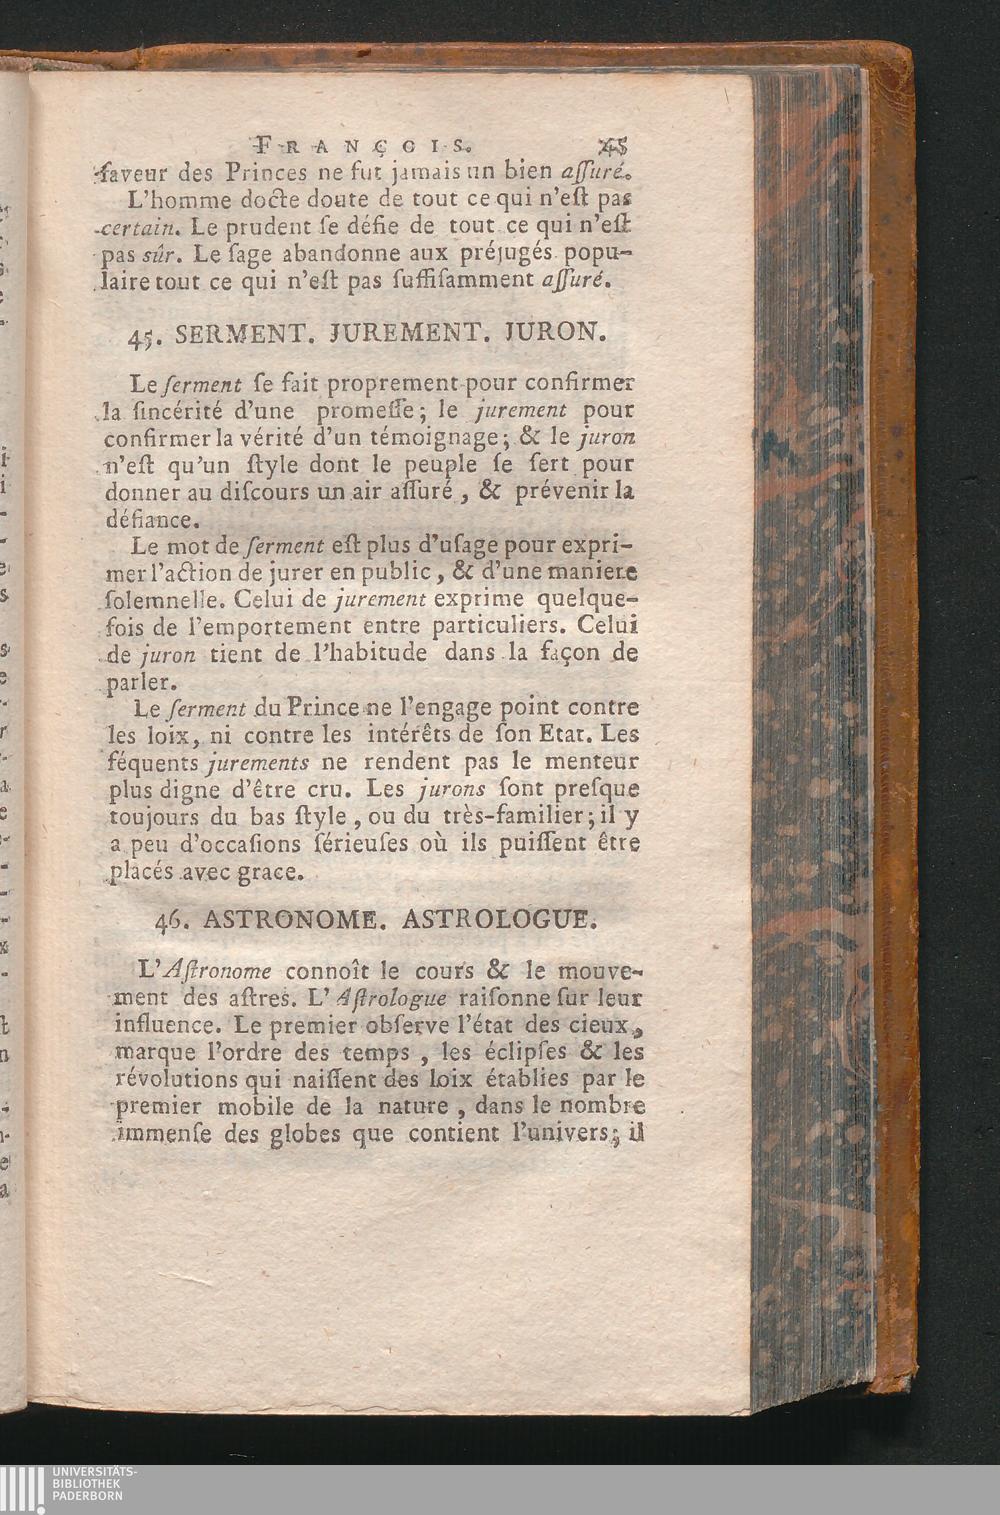 FRANÇOIS. 45
faveur des Princes ne fut jamais un bien aſſuré.
L'homme docte doute de tout ce qui n'eſt pas
certain. Le prudent ſe défie de tout ce qui n'eſt
pas sûr. Le ſage abandonne aux préjugés popu-
laire tout ce qui n'eſt pas ſuffiſamment aſſuré.
45. SERMENT. JUREMENT. JURON.
Le ſerment ſe fait proprement pour confirmer
la ſincérité d'une promeſſe; le jurement pour
confirmer la vérité d'un témoignage; & le juron
n'eſt qu'un ſtyle dont le peuple ſe ſert pour
donner au diſcours un air aſſuré, & prévenir la
défiance.
Le mot de ſerment eſt plus d'uſage pour expri-
mer l'action de jurer en public, & d'une maniere
ſolemnelle. Celui de jurement exprime quelque-
fois de l'emportement entre particuliers. Celui
de juron tient de l'habitude dans la façon de
parler.
Le ſerment du Prince ne l'engage point contre
les loix, ni contre les intérêts de ſon Etat. Les
féquents jurements ne rendent pas le menteur
plus digne d'être cru. Les jurons ſont preſque
toujours du bas ſtyle, ou du très-familier; il y
a peu d'occaſions ſérieuſes où ils puiſſent être
placés avec grace.
46. ASTRONOME. ASTROLOGUE.
L'Aſtronome connoît le cours & le mouve-
ment des aſtres. L'Aſtrologue raiſonne ſur leur
influence. Le premier obſerve l'état des cieux,
marque l'ordre des temps, les éclipſes & les
révolutions qui naiſſent des loix établies par le
premier mobile de la nature, dans le nombre
immenſe des globes que contient l'univers; il
UNIVERSITÄTS-
BIBLIOTHEK
PADERBORN